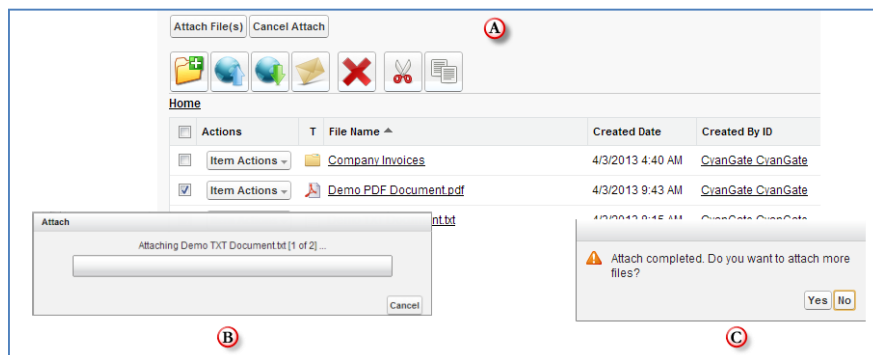 Attach File(s) Cancel Attach
A
Home
Actions T File Name Created Date Created By ID
Item Actions Company Invoices 4/3/2013 4:40 AM CyanGate CyanGate
Item Actions Demo PDF Document.pdf 4/3/2013 9:43 AM CyanGate CyanGate
Attach
Attaching Demo TXT Document.txt [1 of 2] ...
Cancel
Attach completed. Do you want to attach more
files?
Yes No
B
C